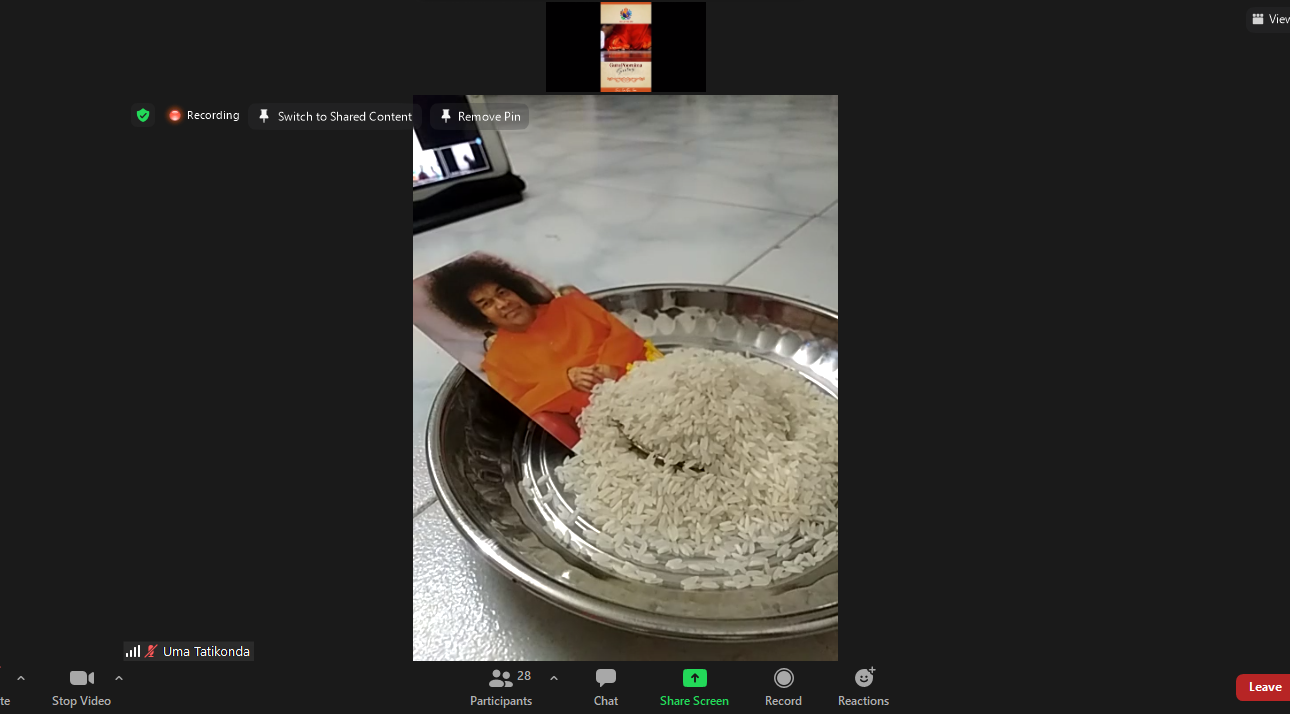 View
Recording
Switch to Shared Content
Remove Pin
Uma Tatikonda
Stop Video
28
Participants
Chat
Share Screen
Record
Reactions
Leave